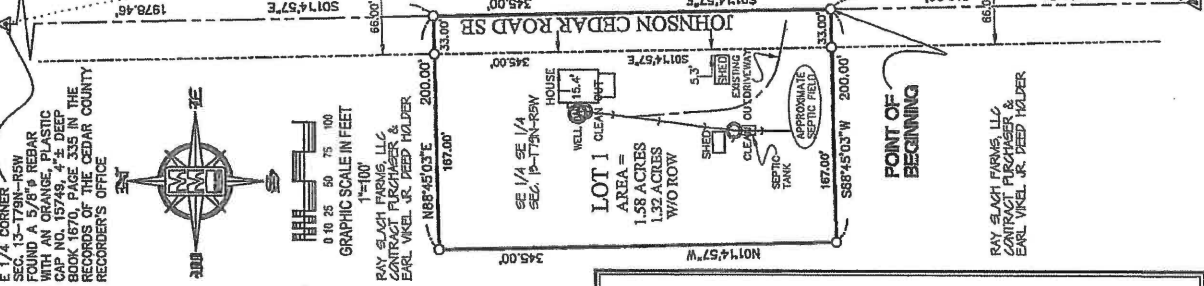 E 1/4 CORNER
SEC. 13-T79N-R5W
FOUND A 5/8"ø REBAR
WITH AN ORANGE, PLASTIC
CAP NO. 15749, 4"± DEEP
BOOK 1670, PAGE 335 IN THE
RECORDS OF THE CEDAR COUNTY
RECORDER'S OFFICE
1978.46'
S01°14'57"E
66.00'
N
E
S
W
MMS
0 10 25 50 75 100
GRAPHIC SCALE IN FEET
1"=100'
RAY SLACH FARMS, LLC
CONTRACT PURCHASER &
EARL VIKEL JR. DEED HOLDER
345.00'
S01°14'57"E
JOHNSON CEDAR ROAD SE
33.00'
33.00'
66.00'
200.00'
N88°45'03"E
167.00'
345.00'
S01°14'57"E
HOUSE
15.4'
WELL
CLEAN OUT
5.3'
SHED
EXISTING
DRIVEWAY
SHED
CLEAN OUT
SEPTIC
TANK
APPROXIMATE
SEPTIC FIELD
SE 1/4 SE 1/4
SEC. 13-T79N-R5W
LOT 1
AREA =
1.58 ACRES
1.32 ACRES
W/O ROW
200.00'
S88°45'03"W
167.00'
345.00'
N01°14'57"W
POINT OF
BEGINNING
RAY SLACH FARMS, LLC
CONTRACT PURCHASER &
EARL VIKEL JR. DEED HOLDER